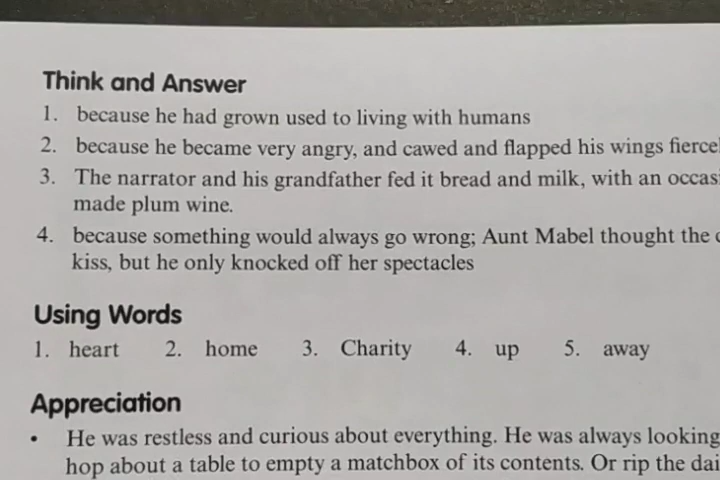 Think and Answer
1. because he had grown used to living with humans
2. because he became very angry, and cawed and flapped his wings
3. The narrator and his grandfather fed it bread and milk, with an
made plum wine.
4. because something would always go wrong; Aunt Mabel thought the
kiss, but he only knocked off her spectacles
Using Words
1. heart 2. home 3. Charity 4. up 5. away
Appreciation
• He was restless and curious about everything. He was always looking
hop about a table to empty a matchbox of its contents. Or rip the